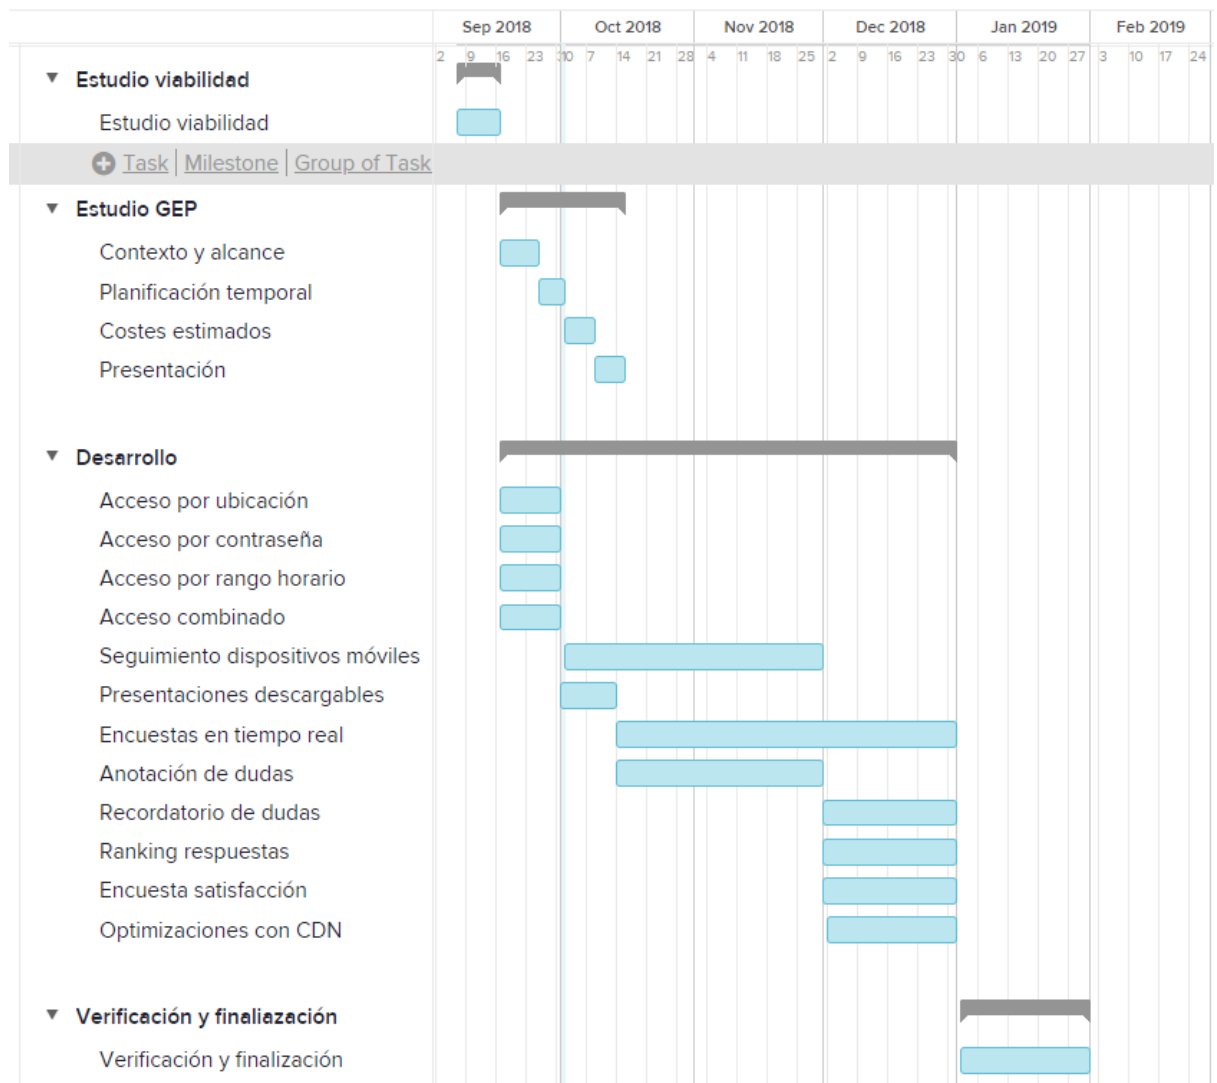 Sep 2018 Oct 2018 Nov 2018 Dec 2018 Jan 2019 Feb 2019
2 9 16 23 30 7 14 21 28 4 11 18 25 2 9 16 23 30 6 13 20 27 3 10 17 24
Estudio viabilidad
Estudio viabilidad
Task | Milestone | Group of Task
Estudio GEP
Contexto y alcance
Planificación temporal
Costes estimados
Presentación
Desarrollo
Acceso por ubicación
Acceso por contraseña
Acceso por rango horario
Acceso combinado
Seguimiento dispositivos móviles
Presentaciones descargables
Encuestas en tiempo real
Anotación de dudas
Recordatorio de dudas
Ranking respuestas
Encuesta satisfacción
Optimizaciones con CDN
Verificación y finaliazación
Verificación y finalización